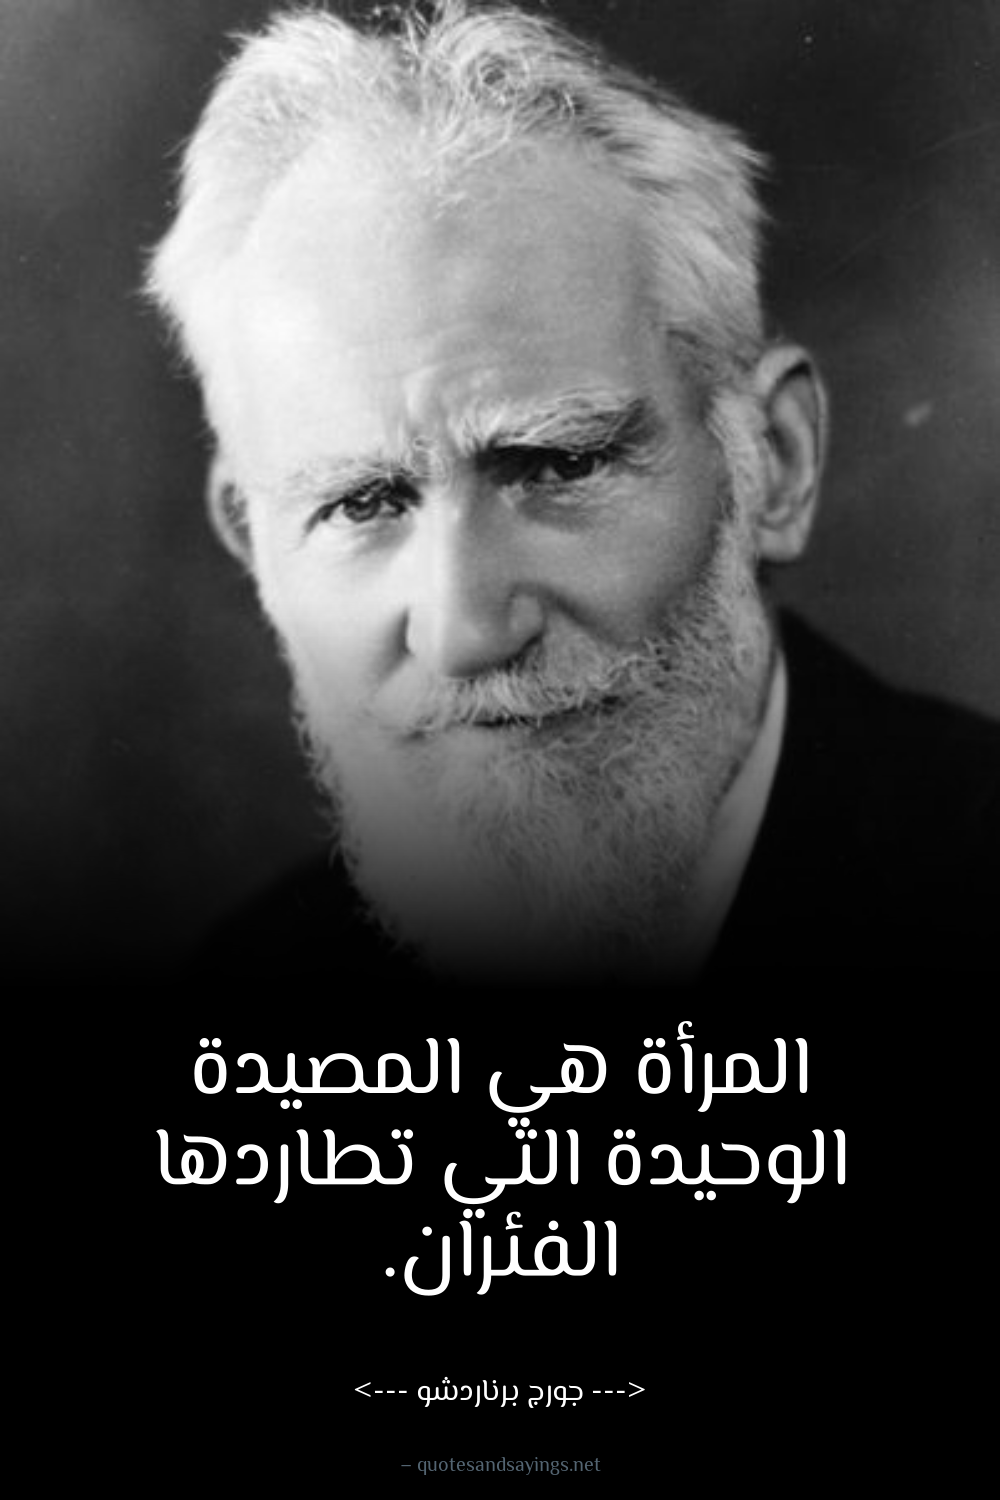 المرأة هي المصيدة
الوحيدة التي تطاردها
الفئران.
<--- جورج برناردشو --->
– quotesandsayings.net